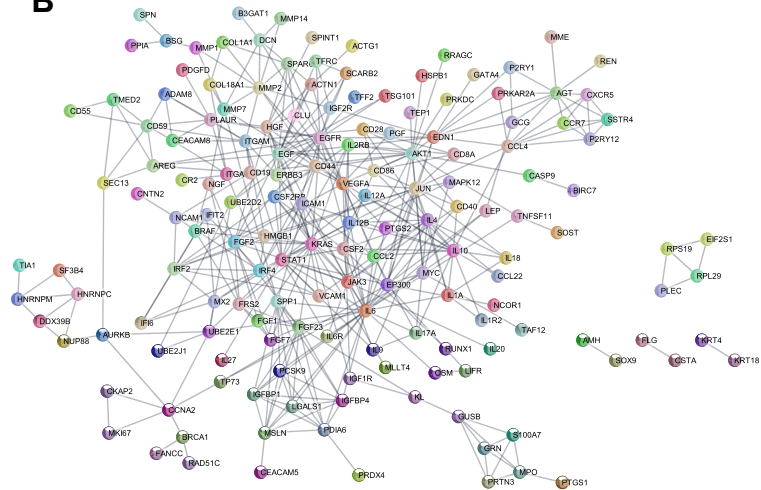 B
SPN
B3GAT1
MMP14
PPIA
BSG
MMP1
COL1A1
DCN
SPINT1
ACTG1
MME
RRAGC
REN
PDGFD
SPARC
TFRC
SCARB2
HSPB1
GATA4
P2RY1
COL18A1
MMP2
ACTN1
ADAM8
TFF2
TSG101
PRKDC
PRKAR2A
AGT
CXCR5
TMED2
CD55
MMP7
IGF2R
TEP1
PLAUR
CLU
GCG
CCR7
SSTR4
CD59
HGF
CD28
PGF
EDN1
P2RY12
CEACAM8
ITGAM
EGFR
IL2RB
CCL4
EGF
AKT1
CD8A
AREG
CD44
CD86
SEC13
CR2
NGF
ITGA
CD19
ERBB3
VEGFA
JUN
MAPK12
CASP9
BIRC7
CNTN2
UBE2D2
CSF2RB
ICAM1
IL12A
CD40
LEP
NCAM1
IFIT2
IL12B
PTGS2
IL4
TNFSF11
SOST
BRAF
FGF2
HMGB1
KRAS
CSF2
IL10
EIF2S1
RPS19
CCL2
IL18
STAT1
TIA1
SF3B4
IRF2
IRF4
EP300
MYC
CCL22
RPL29
JAK3
PLEC
HNRNPM
HNRNPC
MX2
FRS2
SPP1
VCAM1
IL1A
NCOR1
IL6
DDX39B
IFI6
FGF1
FGF23
IL1R2
TAF12
NUP88
AURKB
UBE2E1
FGF7
IL6R
IL17A
AMH
FLG
KRT4
UBE2J1
IL27
IL9
RUNX1
IL20
SOX9
CSTA
KRT18
TP73
PCSK9
IGF1R
MLLT4
OSM
LIFR
CKAP2
IGFBP1
LGALS1
IGFBP4
KL
CCNA2
GUSB
MKI67
BRCA1
MSLN
PDIA6
S100A7
FANCC
RAD51C
GRN
CEACAM5
PRDX4
PRTN3
MPO
PTGS1